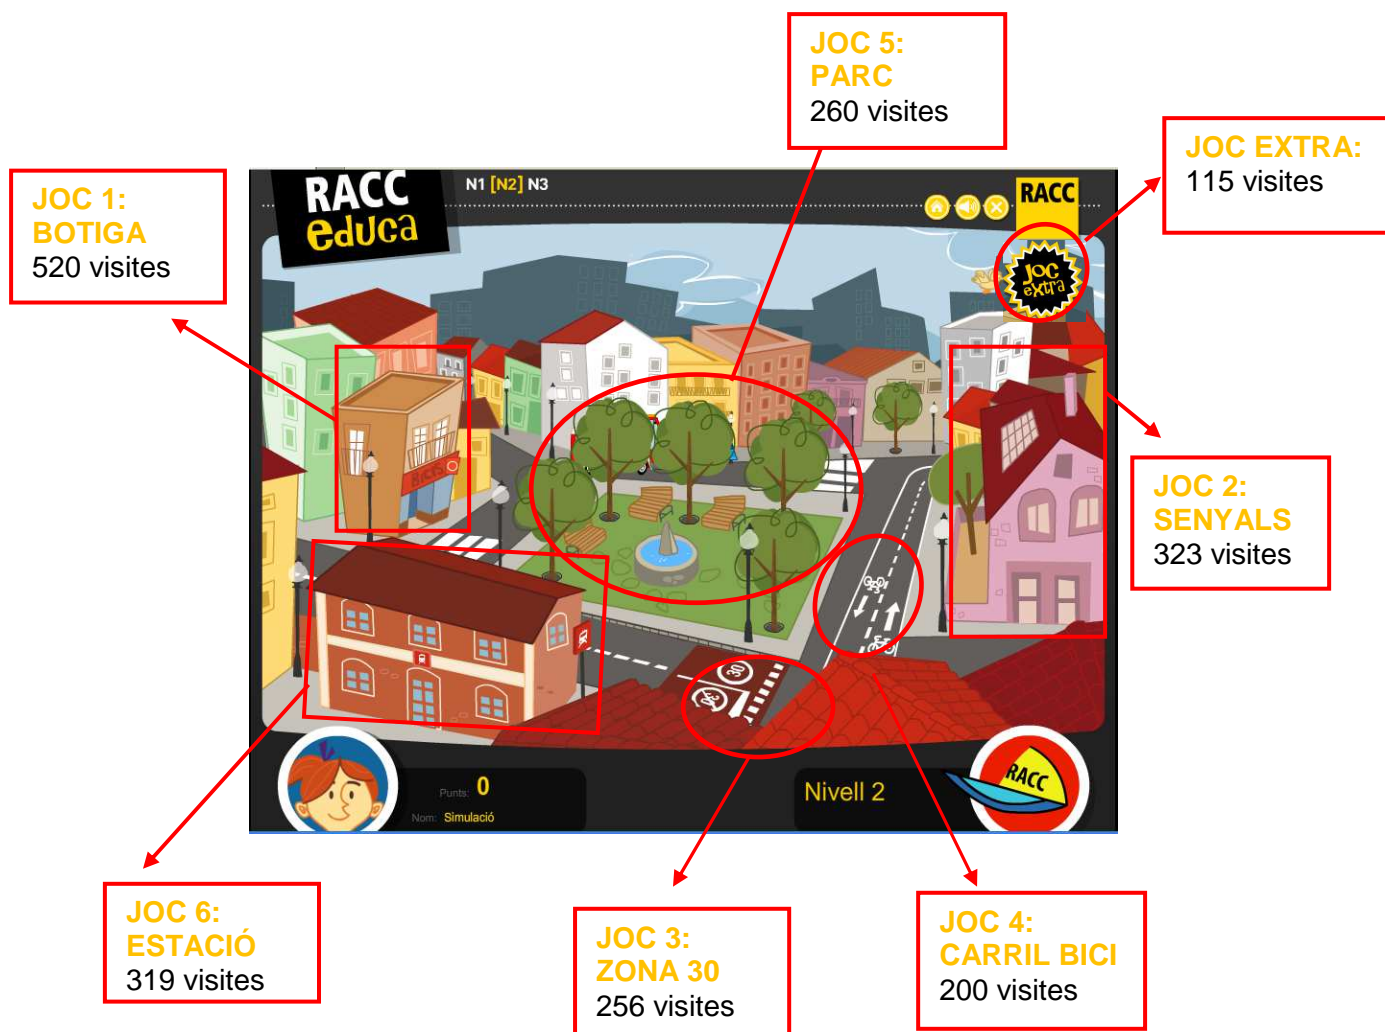 JOC 5:
PARC
260 visites
JOC EXTRA:
115 visites
JOC 1:
BOTIGA
520 visites
RACC
educa
N1 [N2] N3
RACC
JOC
extra
BICIS
JOC 2:
SENYALS
323 visites
30
30
Punts: 0
Nom: Simulació
Nivell 2
RACC
JOC 6:
ESTACIÓ
319 visites
JOC 3:
ZONA 30
256 visites
JOC 4:
CARRIL BICI
200 visites